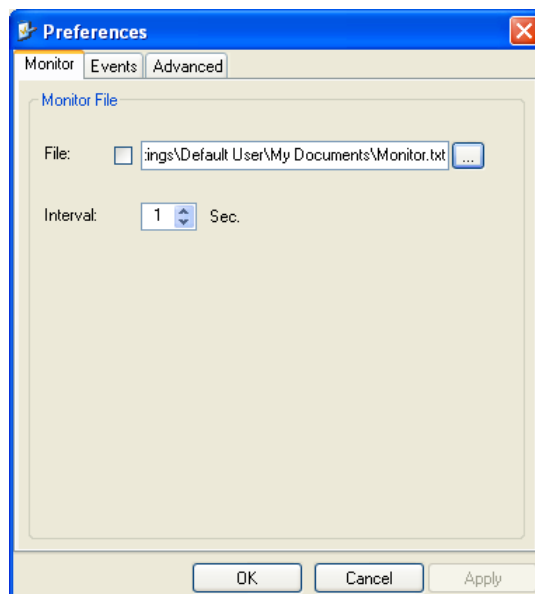 Preferences
Monitor Events Advanced
Monitor File
File: ings\Default User\My Documents\Monitor.txt ...
Interval: 1 Sec.
OK Cancel Apply